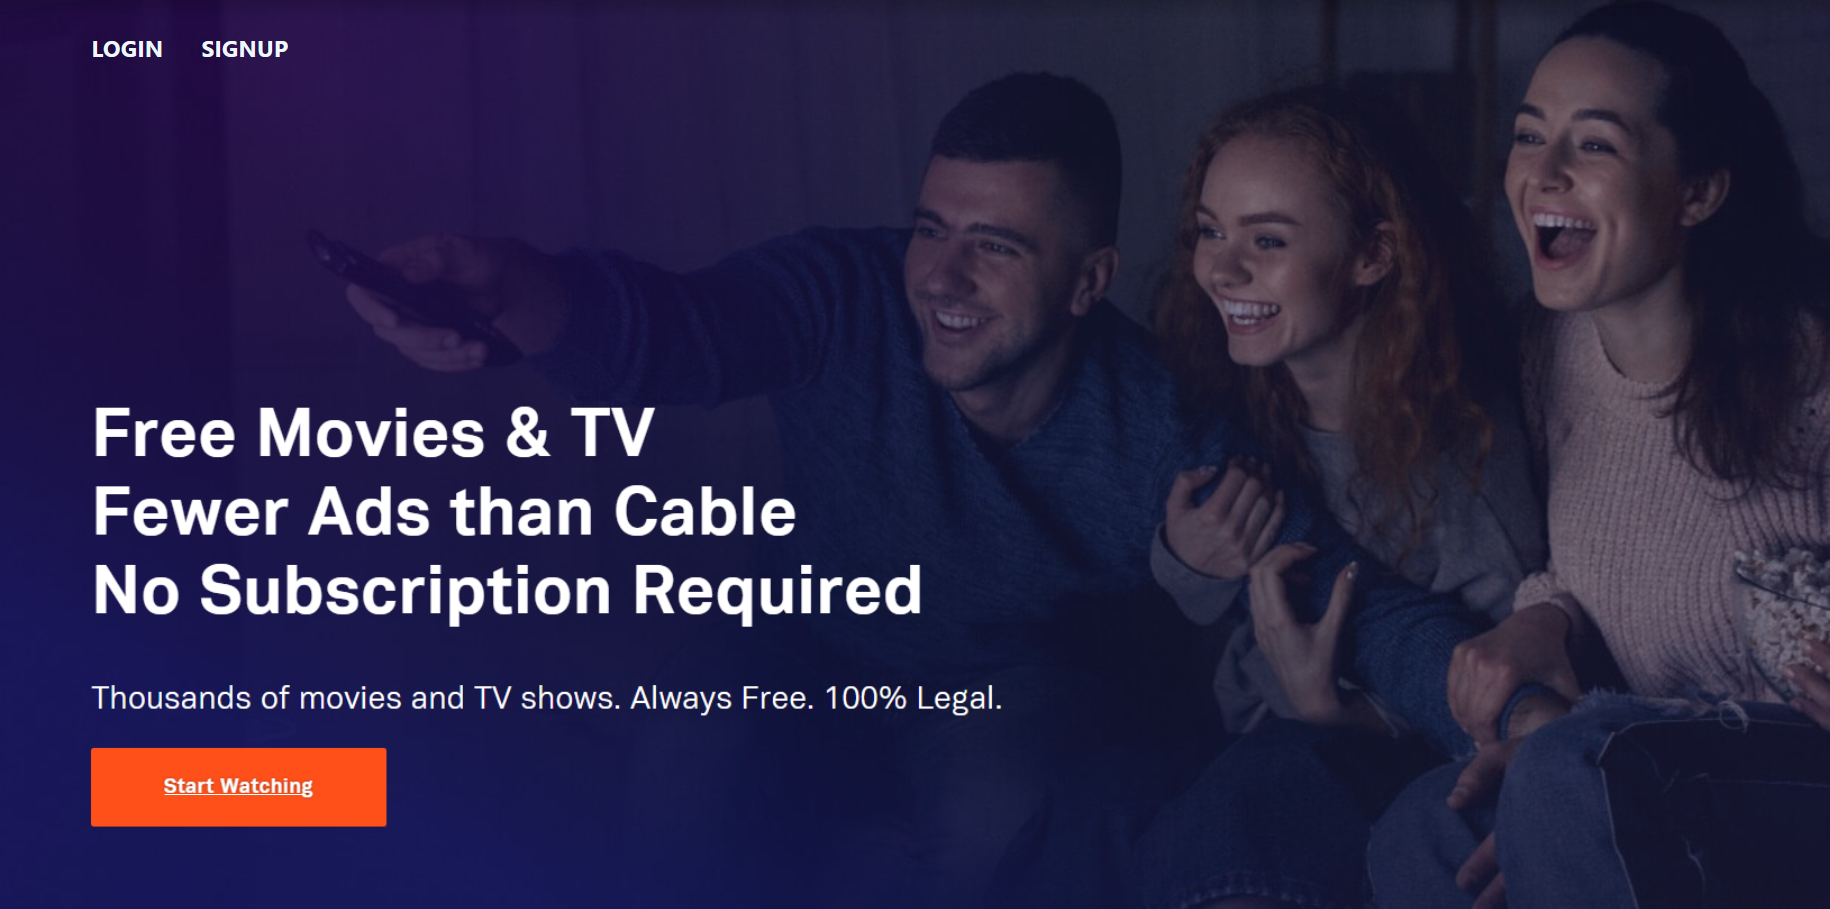 LOGIN SIGNUP
Free Movies & TV
Fewer Ads than Cable
No Subscription Required
Thousands of movies and TV shows. Always Free. 100% Legal.
Start Watching